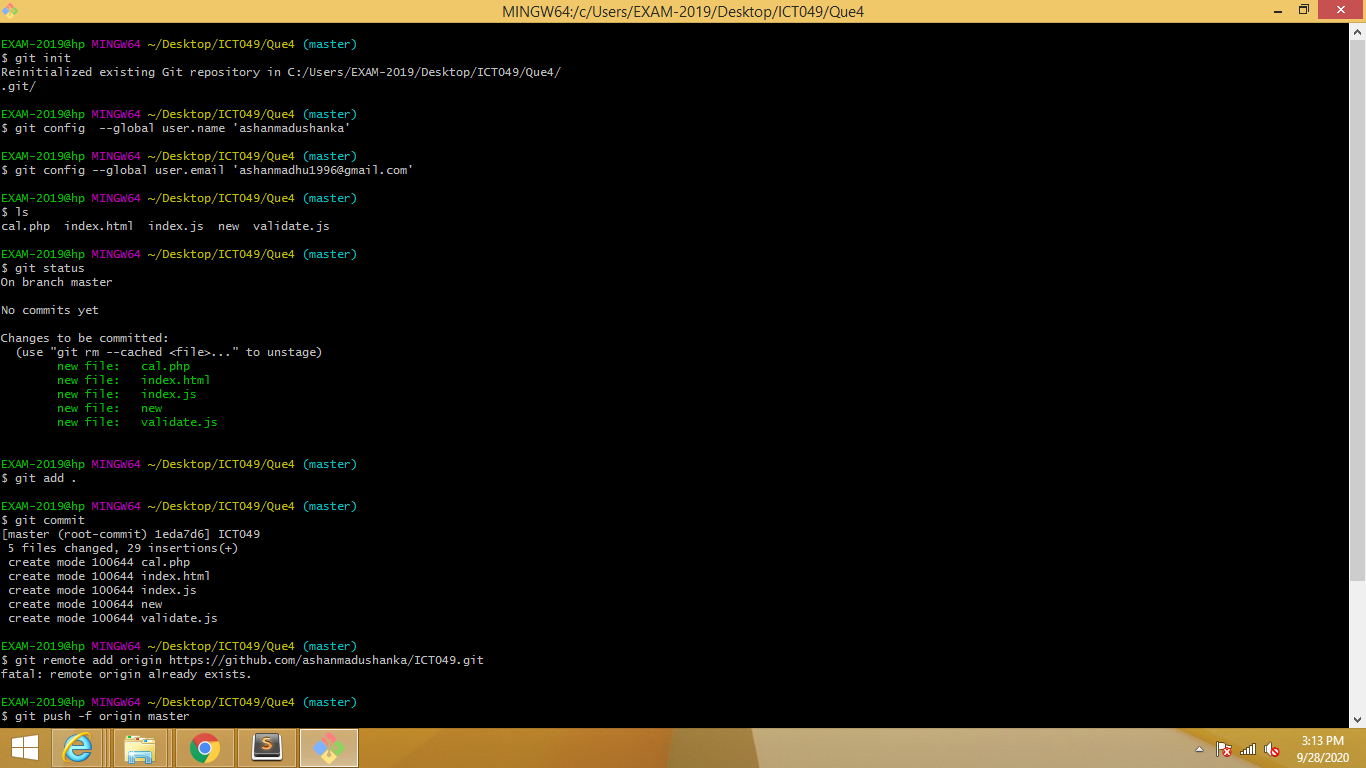 MINGW64:/c/Users/EXAM-2019/Desktop/ICT049/Que4
EXAM-2019@hp MINGW64 ~/Desktop/ICT049/Que4 (master)
$ git init
Reinitialized existing Git repository in C:/Users/EXAM-2019/Desktop/ICT049/Que4/
.git/
EXAM-2019@hp MINGW64 ~/Desktop/ICT049/Que4 (master)
$ git config  --global user.name 'ashanmadushanka'
EXAM-2019@hp MINGW64 ~/Desktop/ICT049/Que4 (master)
$ git config --global user.email 'ashanmadhu1996@gmail.com'
EXAM-2019@hp MINGW64 ~/Desktop/ICT049/Que4 (master)
$ ls
cal.php  index.html  index.js  new  validate.js
EXAM-2019@hp MINGW64 ~/Desktop/ICT049/Que4 (master)
$ git status
On branch master
No commits yet
Changes to be committed:
  (use "git rm --cached <file>..." to unstage)
        new file:   cal.php
        new file:   index.html
        new file:   index.js
        new file:   new
        new file:   validate.js
EXAM-2019@hp MINGW64 ~/Desktop/ICT049/Que4 (master)
$ git add .
EXAM-2019@hp MINGW64 ~/Desktop/ICT049/Que4 (master)
$ git commit
[master (root-commit) 1eda7d6] ICT049
 5 files changed, 29 insertions(+)
 create mode 100644 cal.php
 create mode 100644 index.html
 create mode 100644 index.js
 create mode 100644 new
 create mode 100644 validate.js
EXAM-2019@hp MINGW64 ~/Desktop/ICT049/Que4 (master)
$ git remote add origin https://github.com/ashanmadushanka/ICT049.git
fatal: remote origin already exists.
EXAM-2019@hp MINGW64 ~/Desktop/ICT049/Que4 (master)
$ git push -f origin master
3:13 PM
9/28/2020